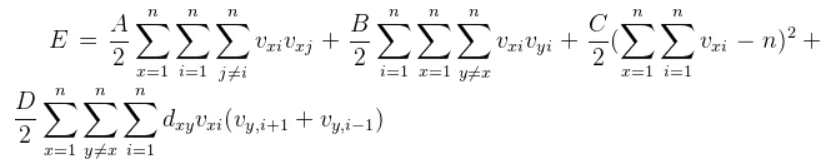 E = \frac{A}{2} \sum_{x=1}^{n} \sum_{i=1}^{n} \sum_{j \neq i}^{n} v_{xi} v_{xj} + \frac{B}{2} \sum_{i=1}^{n} \sum_{x=1}^{n} \sum_{y \neq x}^{n} v_{xi} v_{yi} + \frac{C}{2} (\sum_{x=1}^{n} \sum_{i=1}^{n} v_{xi} - n)^2 +
\frac{D}{2} \sum_{x=1}^{n} \sum_{y \neq x}^{n} \sum_{i=1}^{n} d_{xy} v_{xi} (v_{y,i+1} + v_{y,i-1})